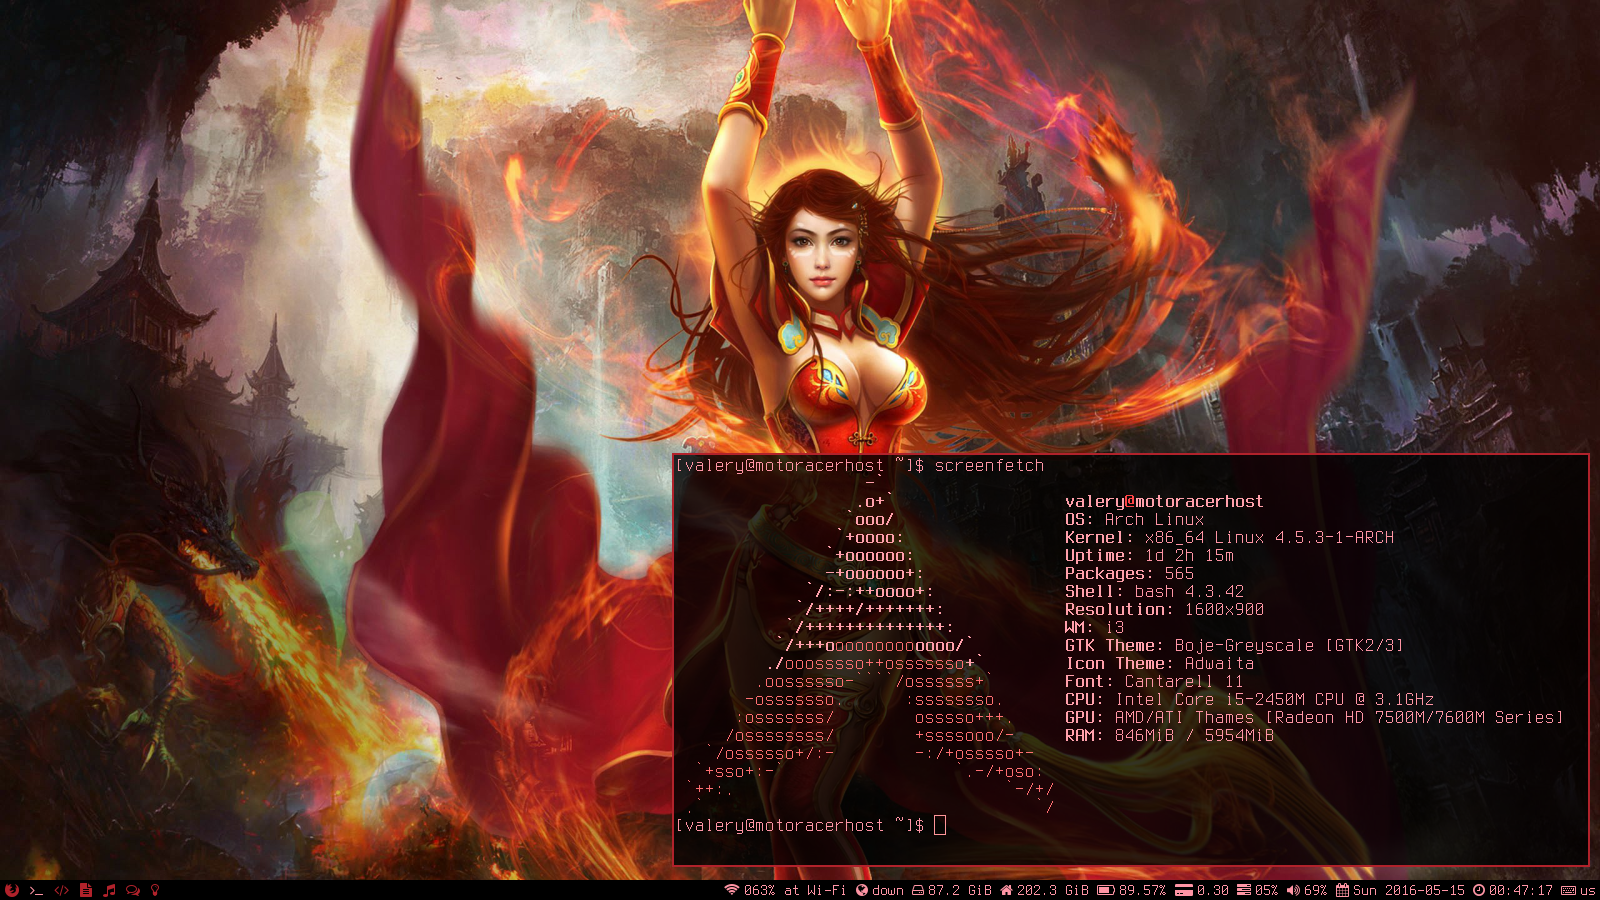 [valery@motoracerhost ~]$ screenfetch
-`
.o+`
valery@motoracerhost
`ooo/
OS: Arch Linux
`+oooo:
Kernel: x86_64 Linux 4.5.3-1-ARCH
`+oooooo:
Uptime: 1d 2h 15m
-+oooooo+:
Packages: 565
`/:-:++oooo+:
Shell: bash 4.3.42
`/++++/+++++++:
Resolution: 1600x900
`/++++++++++++++:
WM: i3
`/+++ooooooooooooo/`
GTK Theme: Boje-Greyscale [GTK2/3]
./ooosssso++osssssso+`
Icon Theme: Adwaita
.oossssso-````/ossssss+`
Font: Cantarell 11
-osssssso.      :ssssssso.
CPU: Intel Core i5-2450M CPU @ 3.1GHz
:osssssss/        osssso+++.
GPU: AMD/ATI Thames [Radeon HD 7500M/7600M Series]
/ossssssss/        +ssssooo/-
RAM: 846MiB / 5954MiB
`/ossssso+/:-        -:/+osssso+-
`+sso+:-`                 `.-/+oso:
`++:.                           `-/+/
.`                                 `/
[valery@motoracerhost ~]$
063% at Wi-Fi down 87.2 GiB 202.3 GiB 89.57% 0.30 05% 69% Sun 2016-05-15 00:47:17 us